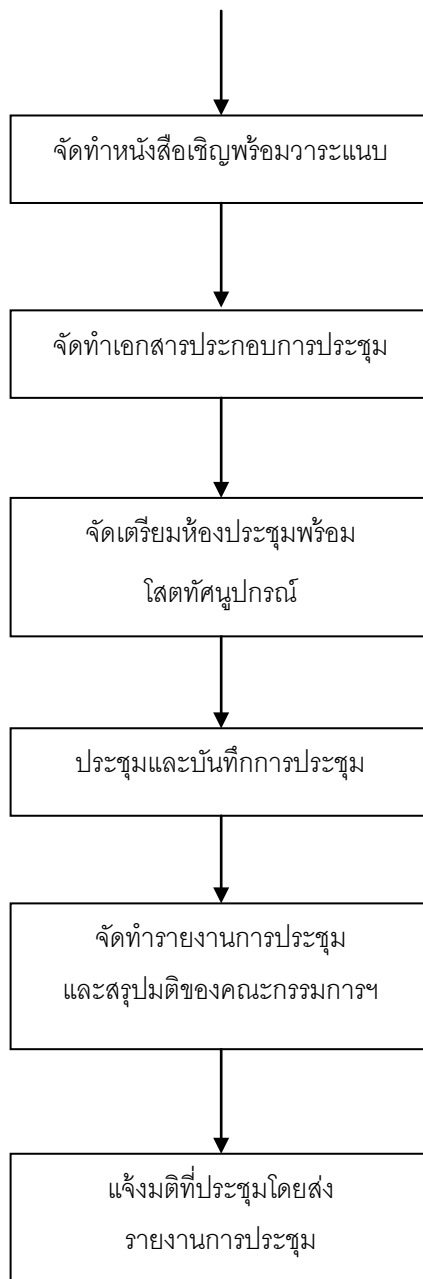 จัดทำหนังสือเชิญพร้อมวาระแนบ
จัดทำเอกสารประกอบการประชุม
จัดเตรียมห้องประชุมพร้อม
โสตทัศนูปกรณ์
ประชุมและบันทึกการประชุม
จัดทำรายงานการประชุม
และสรุปมติของคณะกรรมการฯ
แจ้งมติที่ประชุมโดยส่ง
รายงานการประชุม